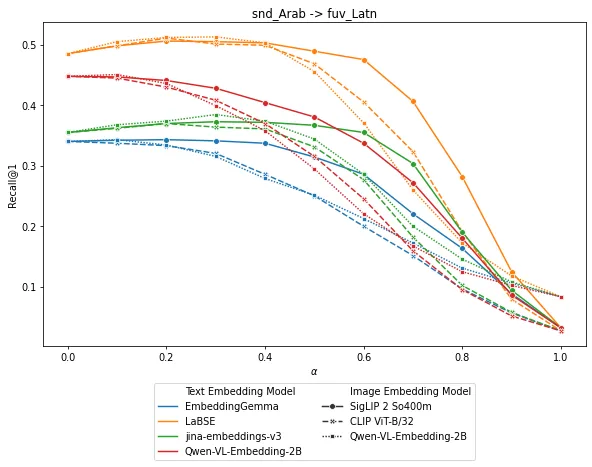 snd_Arab -> fuv_Latn
0.5
0.4
0.3
0.2
0.1
Recall@1
0.0 0.2 0.4 0.6 0.8 1.0
α
Text Embedding Model Image Embedding Model
EmbeddingGemma SigLIP 2 So400m
LaBSE CLIP ViT-B/32
jina-embeddings-v3 Qwen-VL-Embedding-2B
Qwen-VL-Embedding-2B